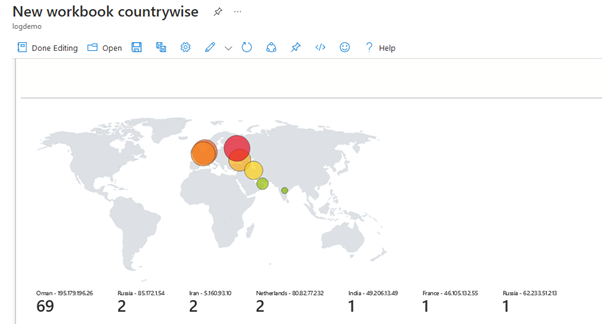 New workbook countrywise
logdemo
Done Editing Open Help
Oman - 195.179.196.26 Russia - 85.172.1.54 Iran - 5.160.93.10 Netherlands - 80.82.77.232 India - 49.206.13.49 France - 46.105.132.55 Russia - 62.233.51.213
69 2 2 2 1 1 1